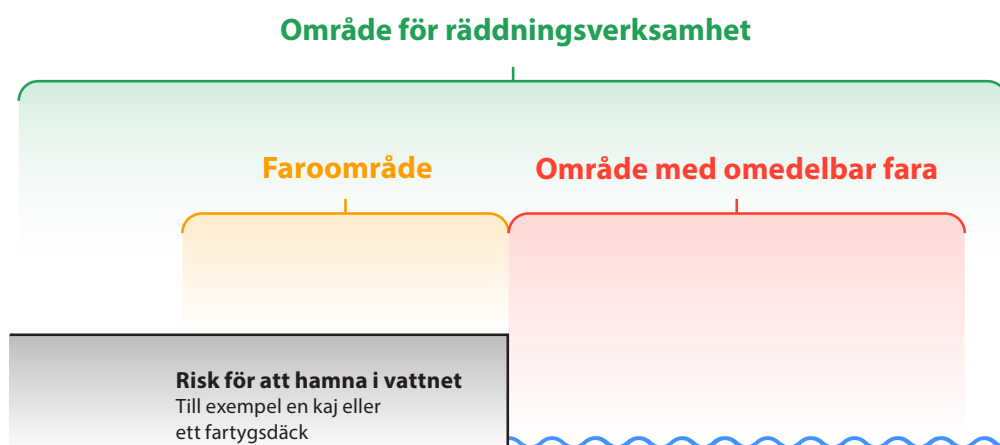 Område för räddningsverksamhet
Faroområde
Område med omedelbar fara
Risk för att hamna i vattnet
Till exempel en kaj eller
ett fartygsdäck